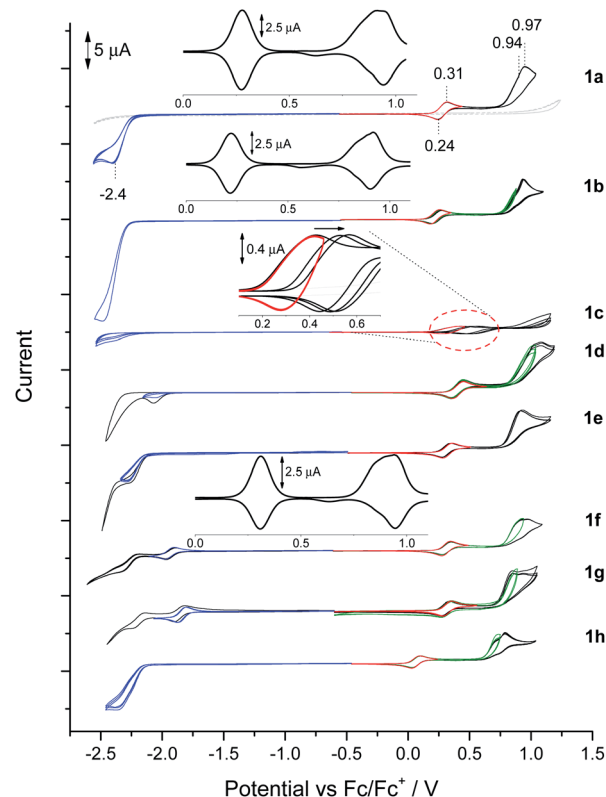 5 µA
2.5 µA
0.97
0.94
1a
0.31
0.0 0.5 1.0
0.24
2.5 µA
-2.4
1b
0.0 0.5 1.0
0.4 µA
1c
0.2 0.4 0.6
1d
1e
2.5 µA
1f
0.0 0.5 1.0
1g
1h
Current
-2.5 -2.0 -1.5 -1.0 -0.5 0.0 0.5 1.0 1.5
Potential vs Fc/Fc⁺ / V